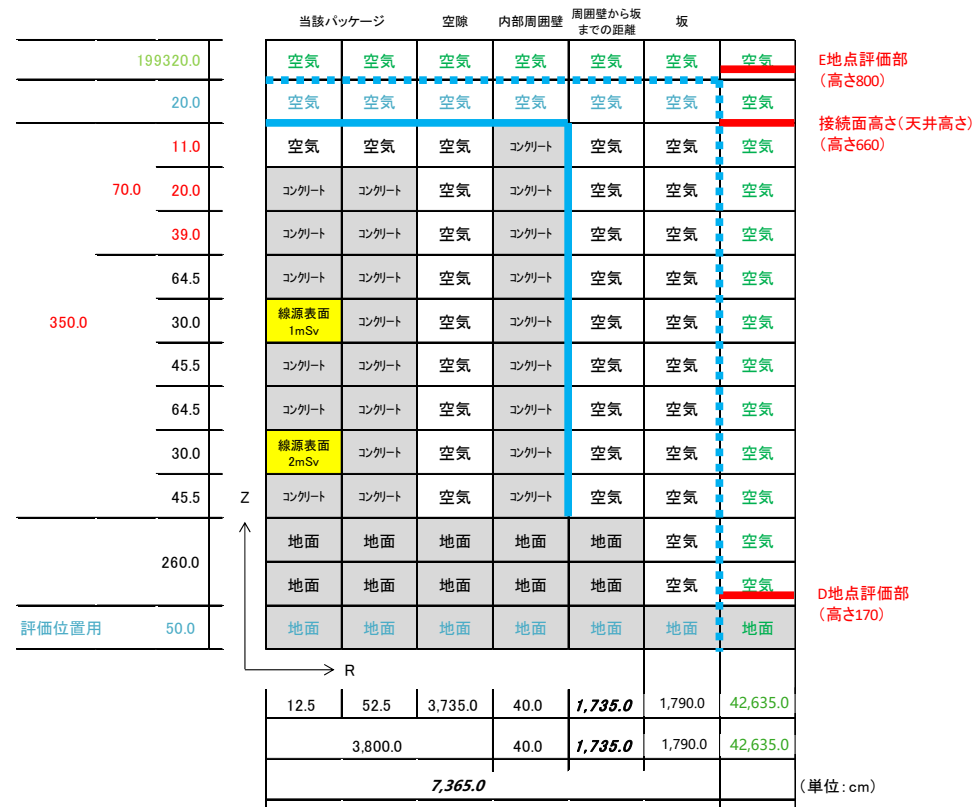 当該パッケージ 空隙 内部周囲壁 周囲壁から坂 坂
までの距離
199320.0 空気 空気 空気 空気 空気 空気 空気 E地点評価部
(高さ800)
20.0 空気 空気 空気 空気 空気 空気 空気
接続面高さ(天井高さ)
(高さ660)
11.0 空気 空気 空気 コンクリート 空気 空気 空気
70.0 20.0 コンクリート コンクリート 空気 コンクリート 空気 空気 空気
39.0 コンクリート コンクリート 空気 コンクリート 空気 空気 空気
64.5 コンクリート コンクリート 空気 コンクリート 空気 空気 空気
350.0 30.0 線源表面 コンクリート 空気 コンクリート 空気 空気 空気
1mSv
45.5 コンクリート コンクリート 空気 コンクリート 空気 空気 空気
64.5 コンクリート コンクリート 空気 コンクリート 空気 空気 空気
30.0 線源表面 コンクリート 空気 コンクリート 空気 空気 空気
2mSv
45.5 Z コンクリート コンクリート 空気 コンクリート 空気 空気 空気
地面 地面 地面 地面 地面 空気 空気
260.0
地面 地面 地面 地面 地面 空気 空気 D地点評価部
(高さ170)
評価位置用 50.0 地面 地面 地面 地面 地面 地面 地面
R
12.5 52.5 3,735.0 40.0 1,735.0 1,790.0 42,635.0
3,800.0 40.0 1,735.0 1,790.0 42,635.0
7,365.0 (単位:cm)